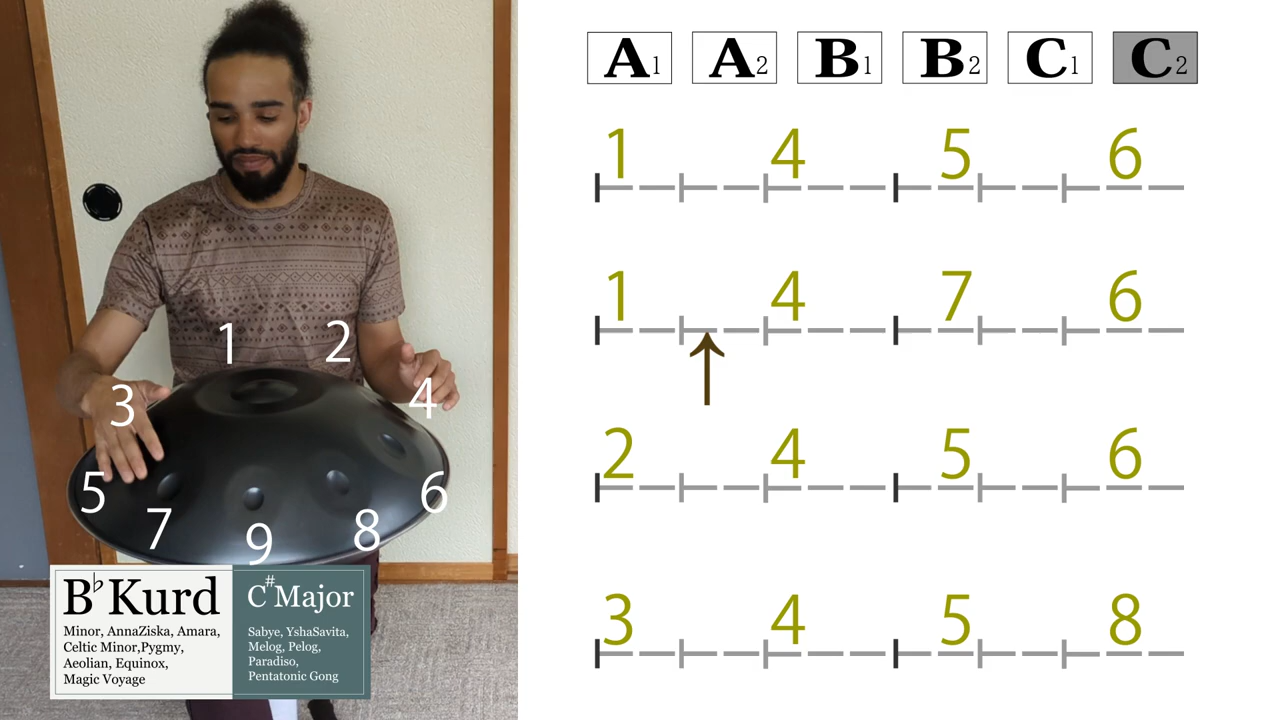 A1 A2 B1 B2 C1 C2
1 4 5 6
1 4 7 6
2 4 5 6
3 4 5 8
1 2
3 4
5 6
7 9 8
B♭ Kurd
Minor, AnnaZiska, Amara,
Celtic Minor,Pygmy,
Aeolian, Equinox,
Magic Voyage
C#Major
Sabye, YshaSavita,
Melog, Pelog,
Paradiso,
Pentatonic Gong